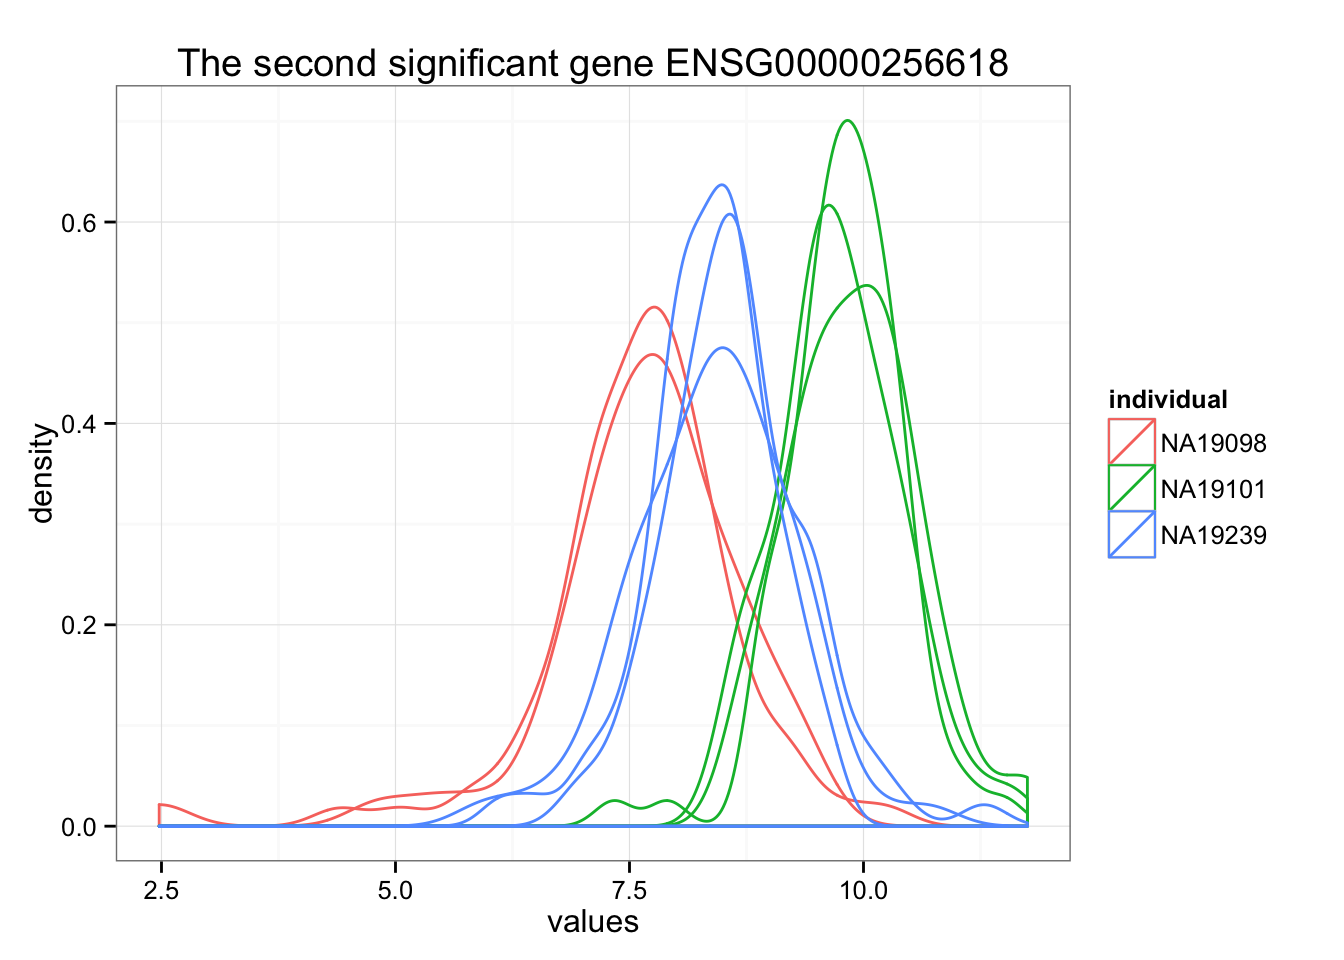 The second significant gene ENSG00000256618
density
0.6
0.4
0.2
0.0
2.5 5.0 7.5 10.0
values
individual
NA19098
NA19101
NA19239